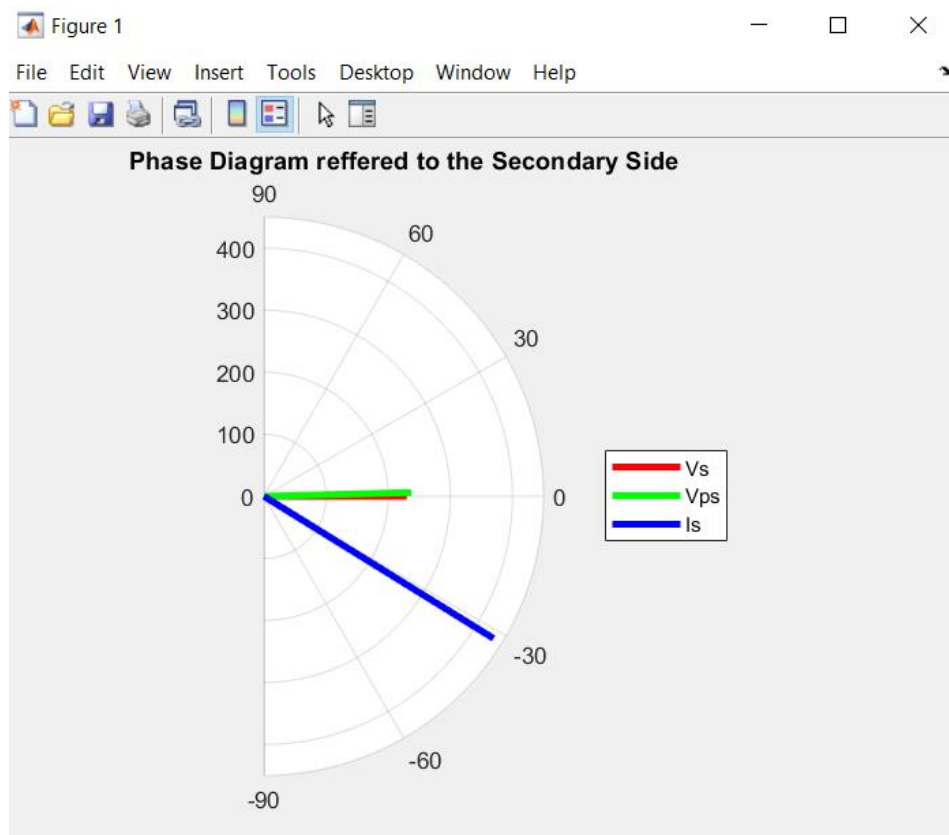 Figure 1
File Edit View Insert Tools Desktop Window Help
Phase Diagram reffered to the Secondary Side
90
60
400
300
30
200
100
Vs
0
0
Vps
Is
-30
-60
-90